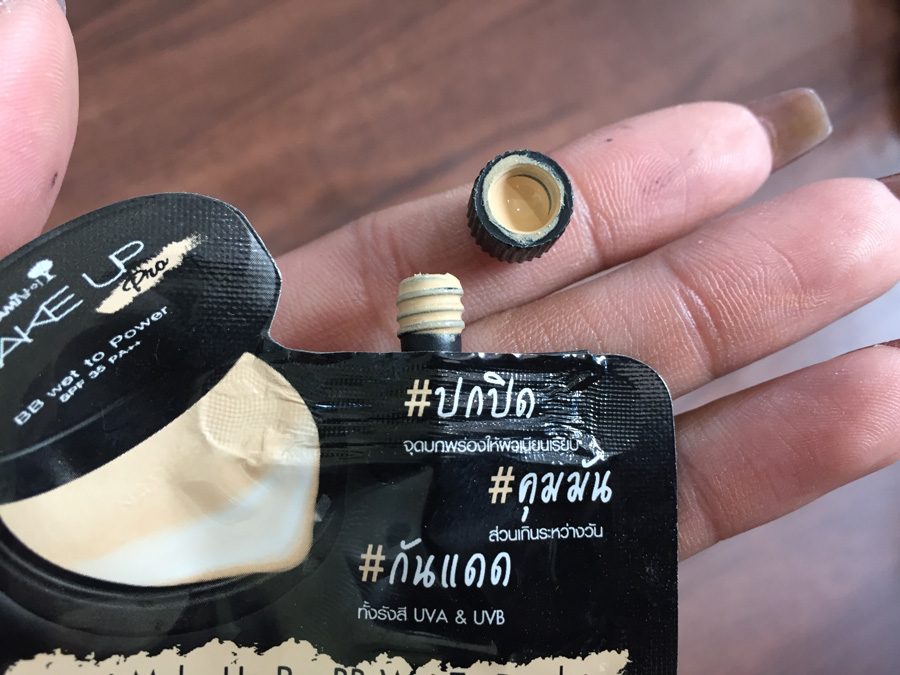 MAKE UP
Pro
BB wet to Power
SPF 35 PA++
#ปกปิด
จุดบกพร่องให้ผิวเนียนเรียบ
#คุมมัน
ส่วนเกินระหว่างวัน
#กันแดด
ทั้งรังสี UVA & UVB